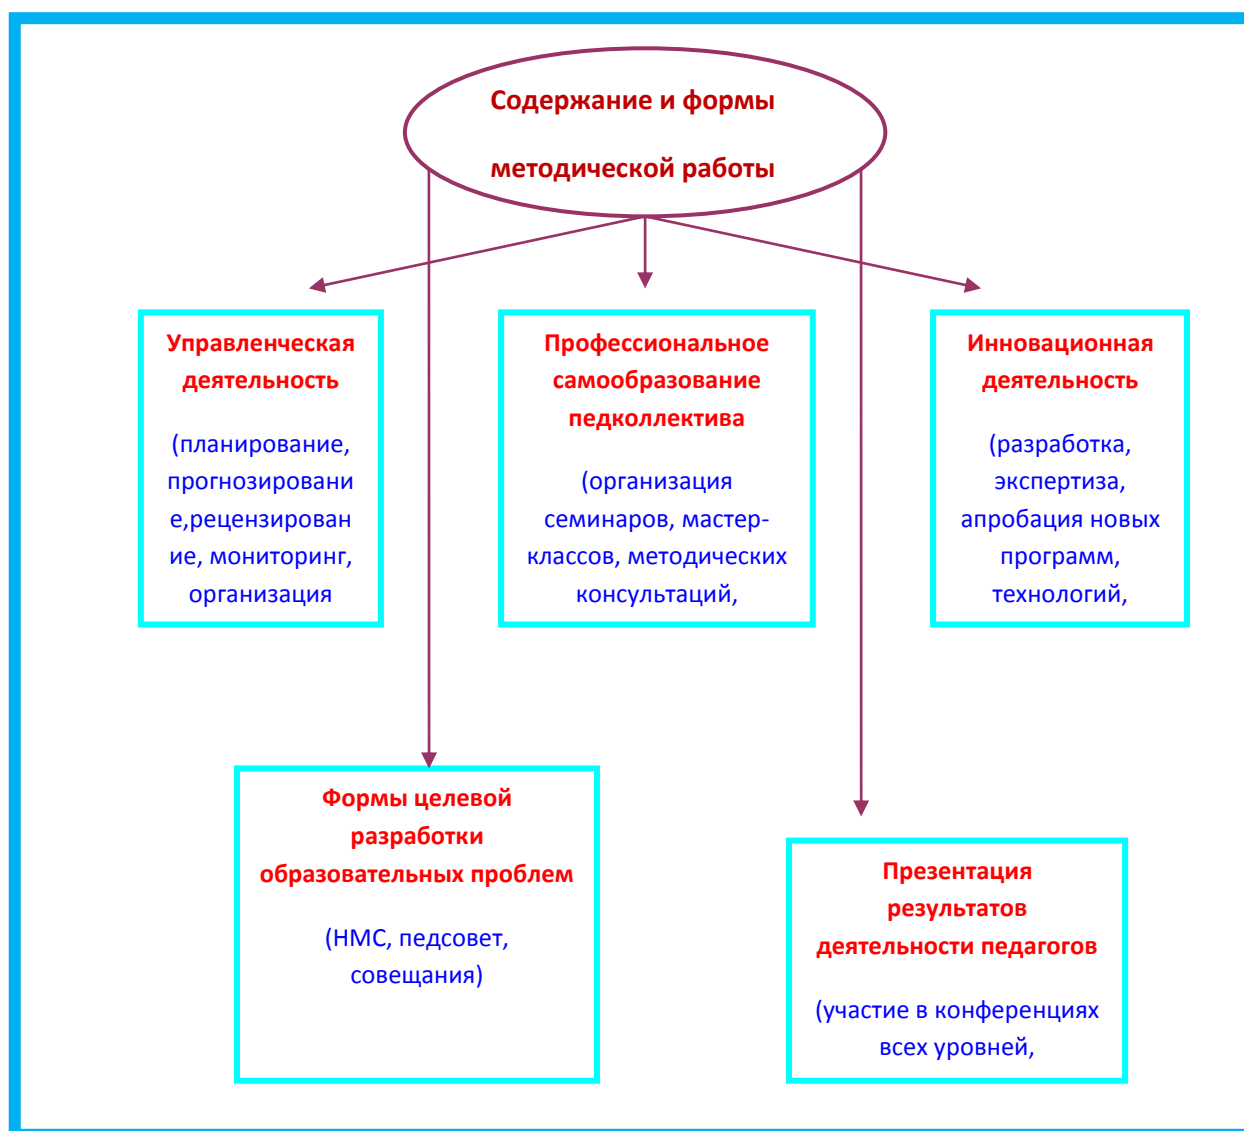 Содержание и формы
методической работы
Управленческая
деятельность
(планирование,
прогнозировани
е,рецензирован
ие, мониторинг,
организация
Профессиональное
самообразование
педколлектива
(организация
семинаров, мастер-
классов, методических
консультаций,
Инновационная
деятельность
(разработка,
экспертиза,
апробация новых
программ,
технологий,
Формы целевой
разработки
образовательных проблем
(НМС, педсовет,
совещания)
Презентация
результатов
деятельности педагогов
(участие в конференциях
всех уровней,